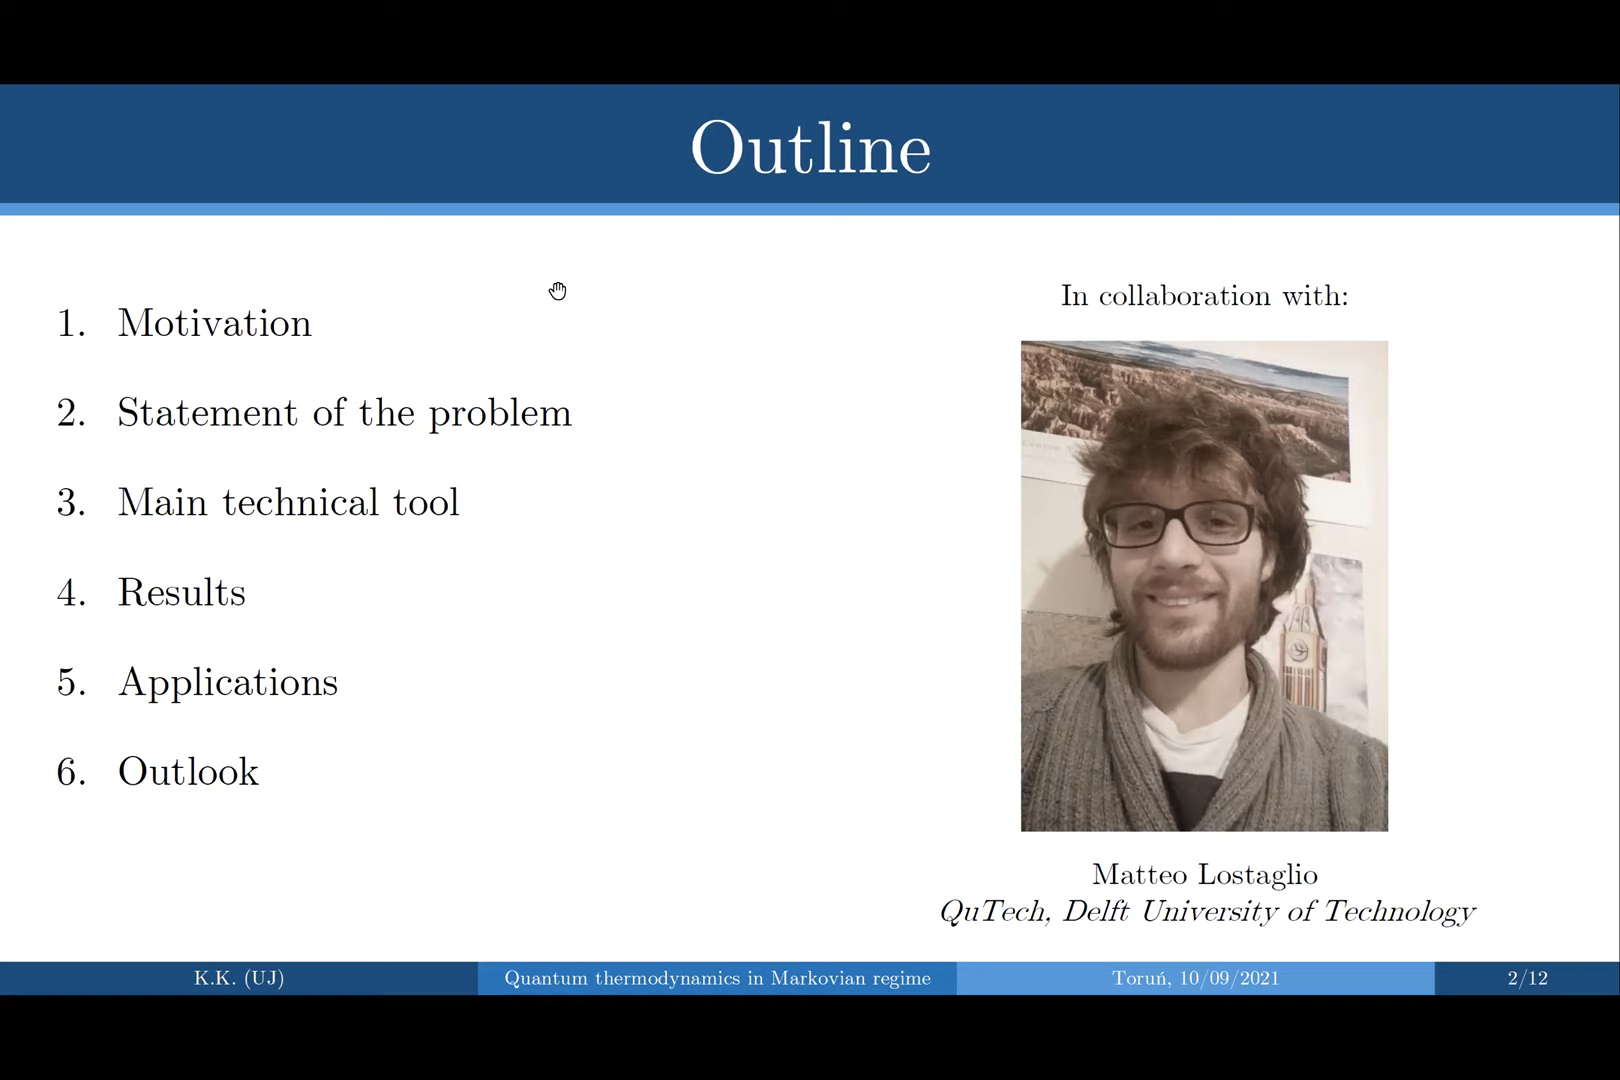 Outline
1. Motivation
2. Statement of the problem
3. Main technical tool
4. Results
5. Applications
6. Outlook
In collaboration with:
Matteo Lostaglio
QuTech, Delft University of Technology
K.K. (UJ)
Quantum thermodynamics in Markovian regime
Toruń, 10/09/2021
2/12